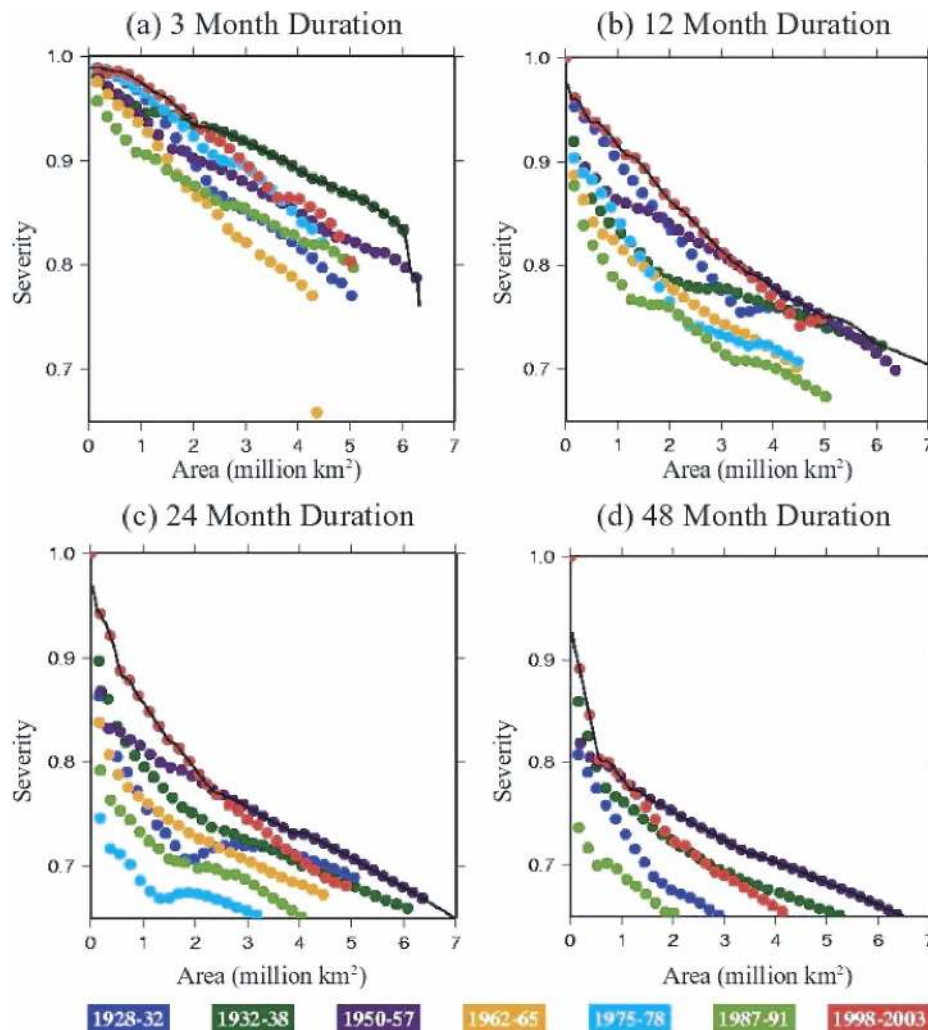 (a) 3 Month Duration
(b) 12 Month Duration
1.0
0.9
0.8
0.7
Severity
0 1 2 3 4 5 6 7
Area (million km²)
1.0
0.9
0.8
0.7
Severity
0 1 2 3 4 5 6 7
Area (million km²)
(c) 24 Month Duration
(d) 48 Month Duration
1.0
0.9
0.8
0.7
Severity
0 1 2 3 4 5 6 7
Area (million km²)
1.0
0.9
0.8
0.7
Severity
0 1 2 3 4 5 6 7
Area (million km²)
1928-32 1932-38 1950-57 1962-65 1975-78 1987-91 1998-2003